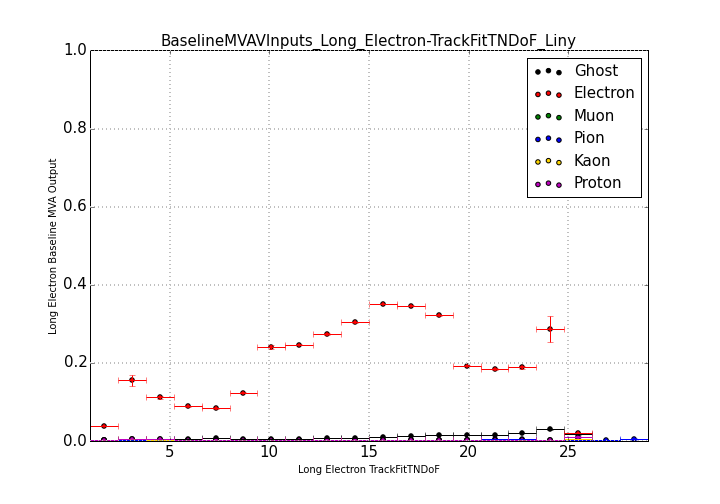 BaselineMVAVInputs_Long_Electron-TrackFitTNDoF_Liny
1.0
0.8
0.6
0.4
0.2
0.0
Long Electron Baseline MVA Output
Ghost
Electron
Muon
Pion
Kaon
Proton
5
10
15
20
25
Long Electron TrackFitTNDoF